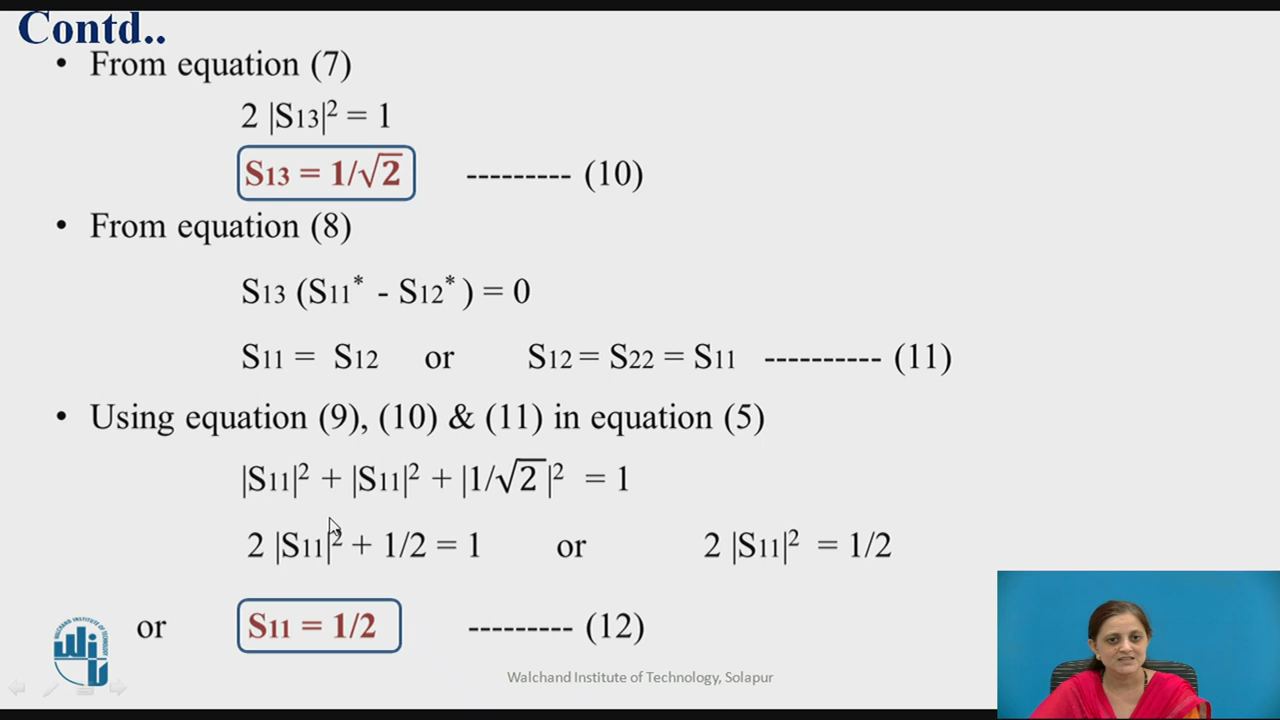 Contd..
• From equation (7)
2 |S13|² = 1
S13 = 1/√2 --------- (10)
• From equation (8)
S13 (S11* - S12* ) = 0
S11 = S12 or S12 = S22 = S11 ---------- (11)
• Using equation (9), (10) & (11) in equation (5)
|S11|² + |S11|² + |1/√2 |² = 1
2 |S11|² + 1/2 = 1 or 2 |S11|² = 1/2
or S11 = 1/2 --------- (12)
Walchand Institute of Technology, Solapur